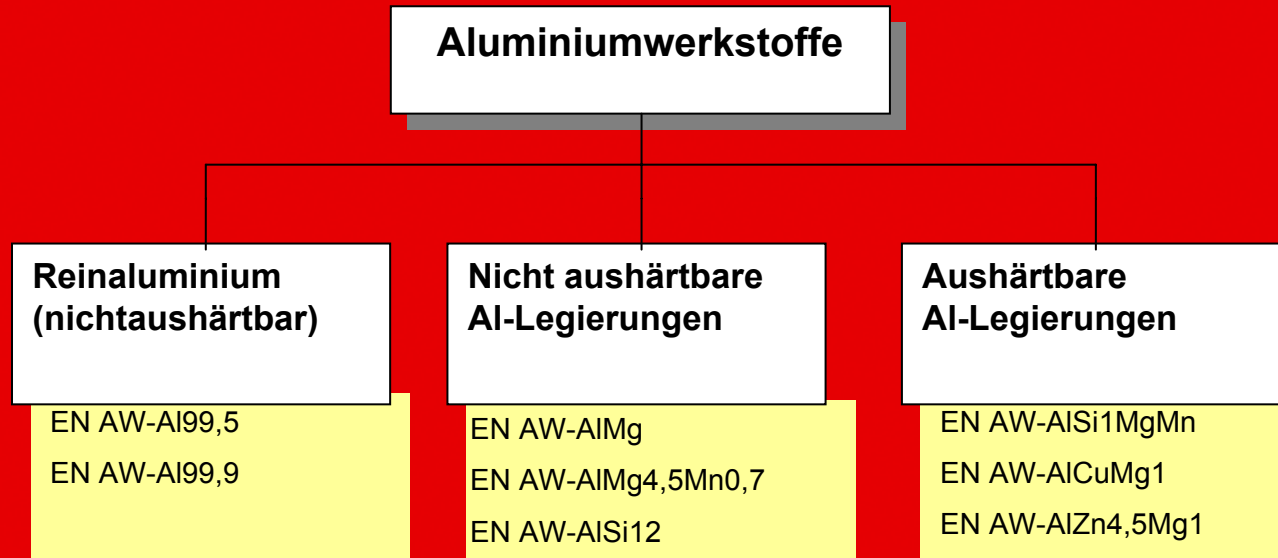 Aluminiumwerkstoffe
Reinaluminium
(nichtaushärtbar)
EN AW-Al99,5
EN AW-Al99,9
Nicht aushärtbare
Al-Legierungen
EN AW-AlMg
EN AW-AlMg4,5Mn0,7
EN AW-AlSi12
Aushärtbare
Al-Legierungen
EN AW-AlSi1MgMn
EN AW-AlCuMg1
EN AW-AlZn4,5Mg1